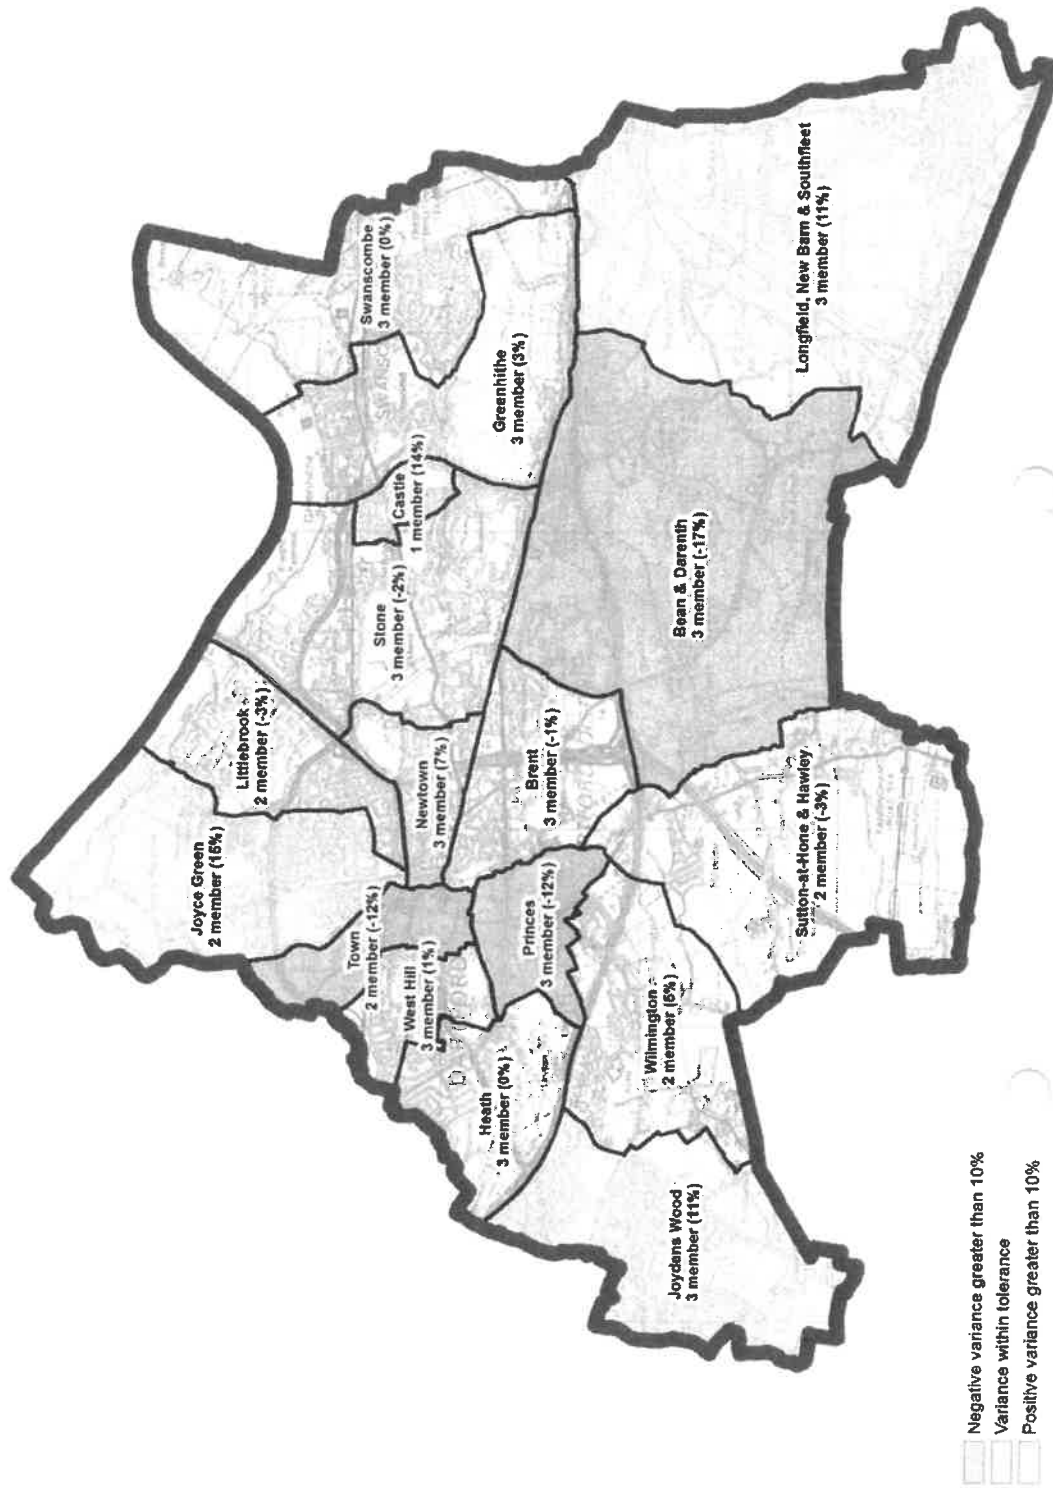 Joyce Green
2 member (15%)
Littlebrook
2 member (-3%)
Town
2 member (-12%)
West Hill
3 member (1%)
Newtown
3 member (7%)
Stone
3 member (-2%)
Castle
1 member (14%)
Swanscombe
3 member (0%)
Greenhithe
3 member (3%)
Heath
3 member (0%)
Princes
3 member (-12%)
Brent
3 member (-1%)
Joydens Wood
3 member (11%)
Wilmington
2 member (5%)
Bean & Darenth
3 member (-17%)
Sutton-at-Hone & Hawley
2 member (-3%)
Longfield, New Barn & Southfleet
3 member (11%)
Negative variance greater than 10%
Variance within tolerance
Positive variance greater than 10%